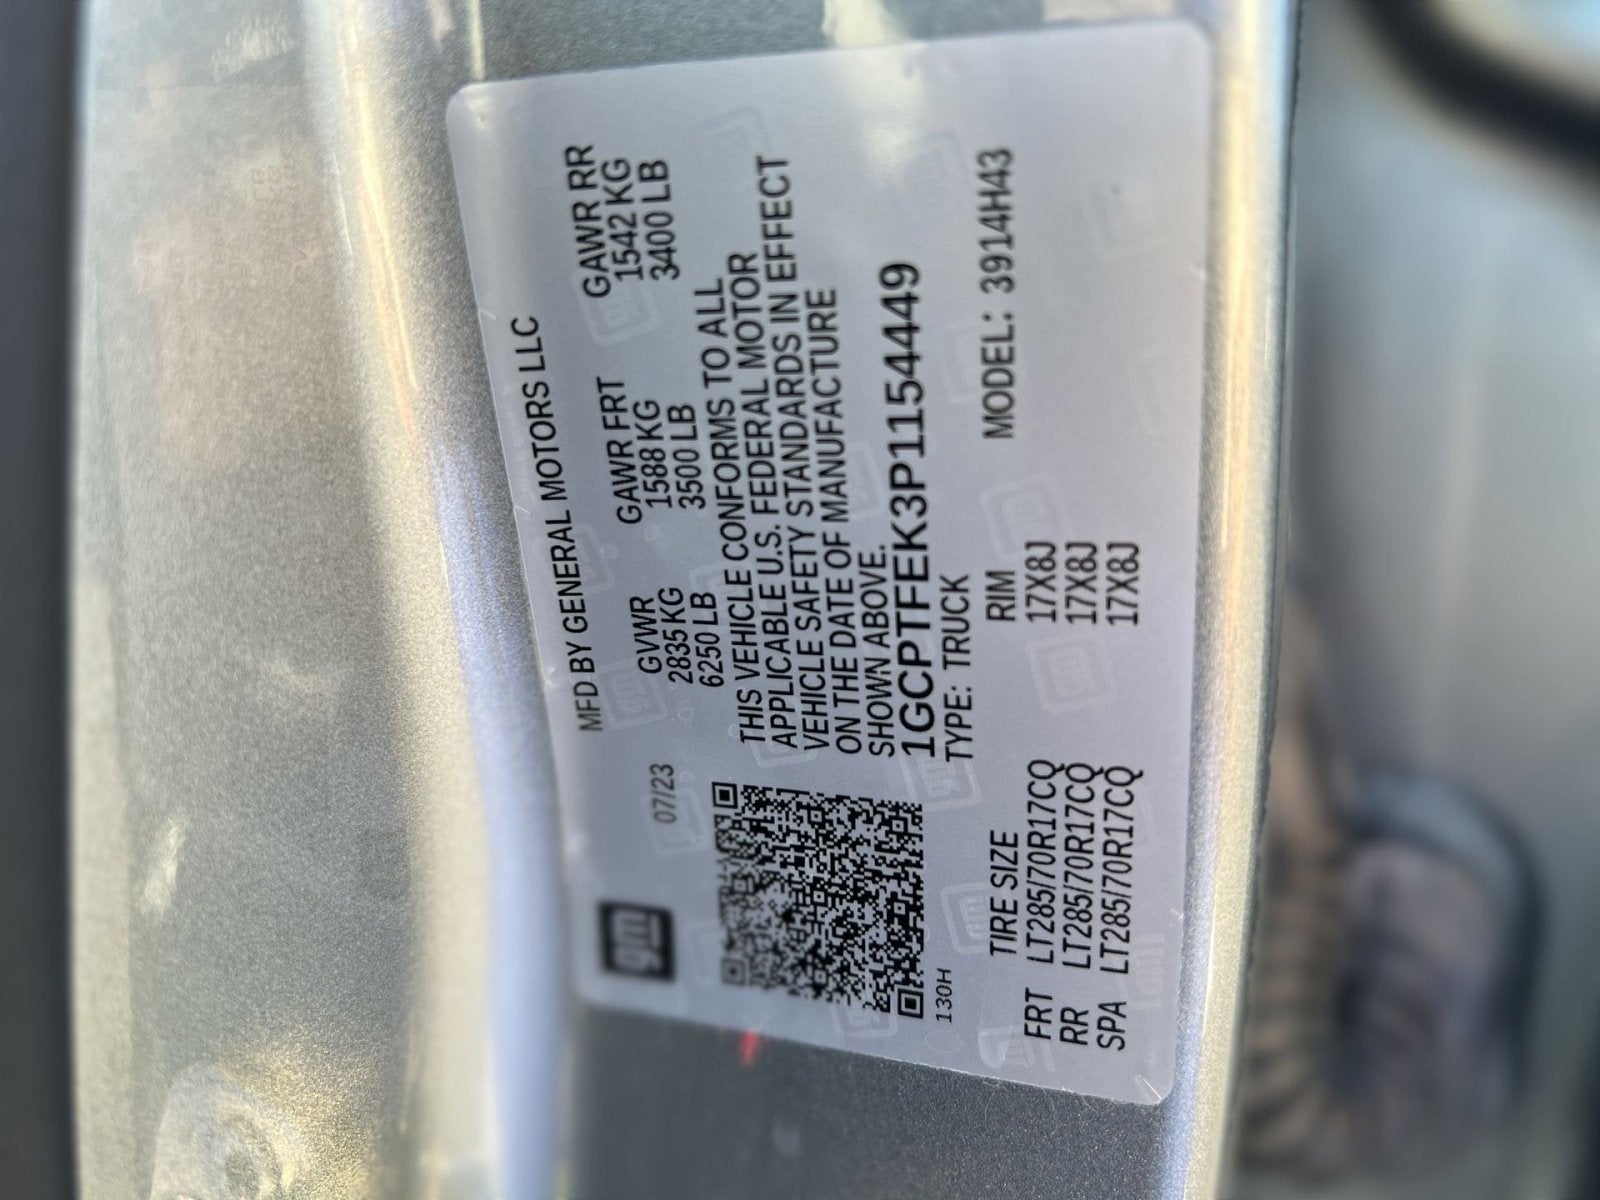 gm
07/23
MFD BY GENERAL MOTORS LLC
GVWR GAWR FRT GAWR RR
2835 KG 1588 KG 1542 KG
6250 LB 3500 LB 3400 LB
THIS VEHICLE CONFORMS TO ALL
APPLICABLE U.S. FEDERAL MOTOR
VEHICLE SAFETY STANDARDS IN EFFECT
ON THE DATE OF MANUFACTURE
SHOWN ABOVE.
1GCPTFEK3P1154449
TYPE: TRUCK MODEL: 3914H43
130H
TIRE SIZE RIM
FRT LT285/70R17CQ 17X8J
RR LT285/70R17CQ 17X8J
SPA LT285/70R17CQ 17X8J